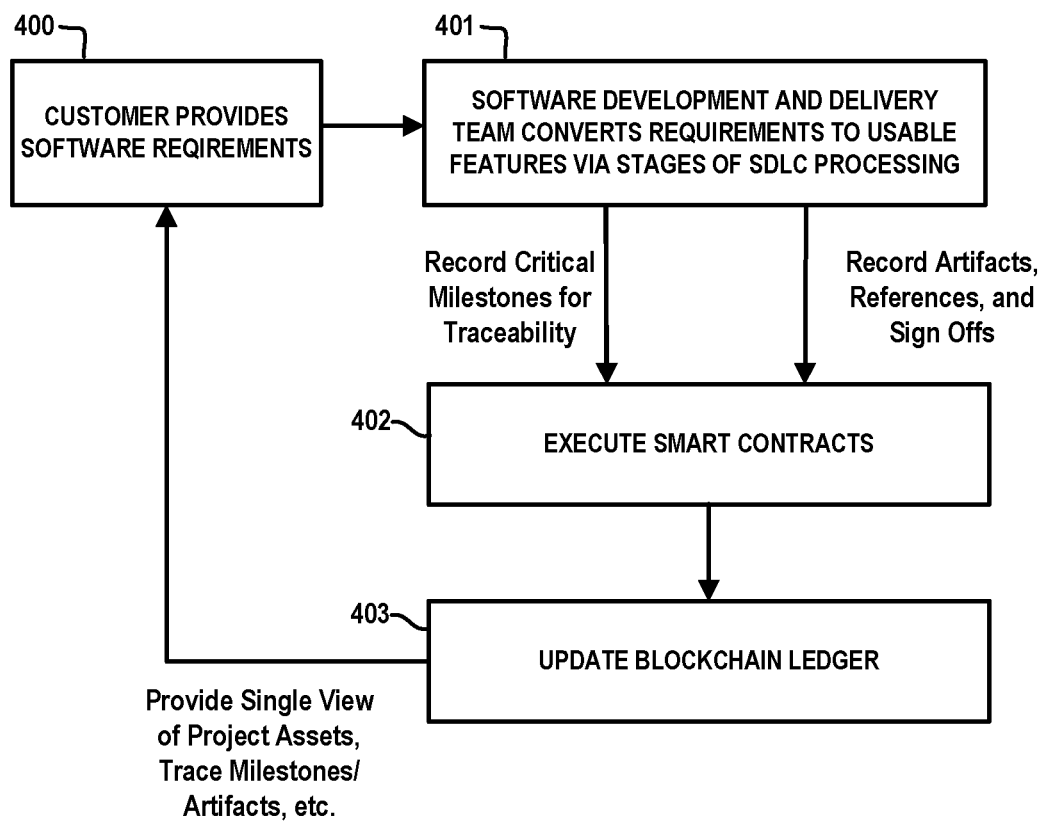 400
CUSTOMER PROVIDES
SOFTWARE REQIREMENTS
401
SOFTWARE DEVELOPMENT AND DELIVERY
TEAM CONVERTS REQUIREMENTS TO USABLE
FEATURES VIA STAGES OF SDLC PROCESSING
Record Critical
Milestones for
Traceability
Record Artifacts,
References, and
Sign Offs
402
EXECUTE SMART CONTRACTS
403
UPDATE BLOCKCHAIN LEDGER
Provide Single View
of Project Assets,
Trace Milestones/
Artifacts, etc.